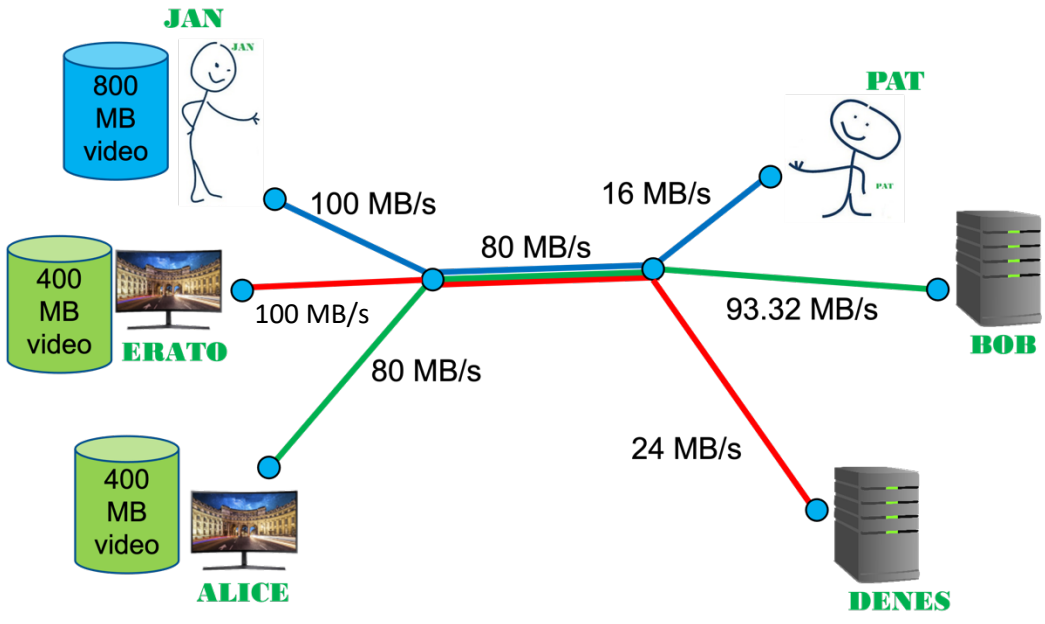 JAN
JAN
800
MB
video
PAT
PAT
100 MB/s
16 MB/s
80 MB/s
400
MB
video
ERATO
100 MB/s
93.32 MB/s
BOB
80 MB/s
24 MB/s
400
MB
video
ALICE
DENES